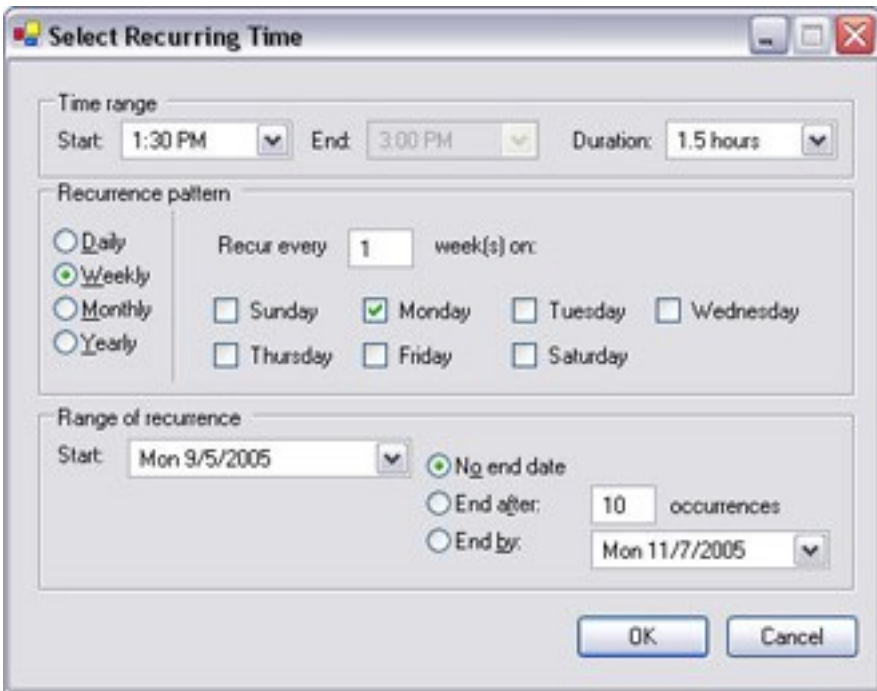 Select Recurring Time
Time range
Start: 1:30 PM End: 3:00 PM Duration: 1.5 hours
Recurrence pattern
Daily
Weekly
Monthly
Yearly
Recur every 1 week(s) on:
Sunday Monday Tuesday Wednesday
Thursday Friday Saturday
Range of recurrence
Start: Mon 9/5/2005
No end date
End after: 10 occurrences
End by: Mon 11/7/2005
OK Cancel